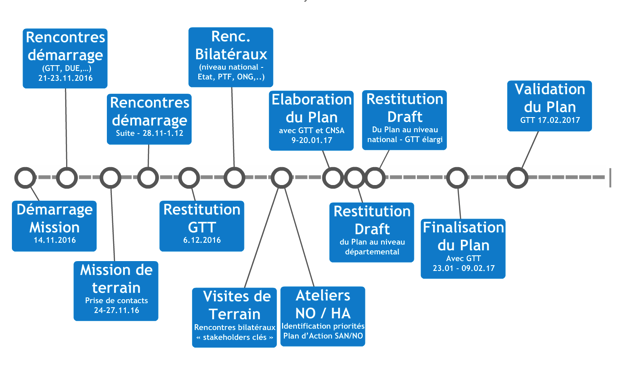 Rencontres
démarrage
(GTT, DUE,…)
21-23.11.2016
Renc.
Bilatéraux
(niveau national -
Etat, PTF, ONG,..)
Rencontres
démarrage
Suite - 28.11-1.12
Elaboration
du Plan
avec GTT et CNSA
9-20.01.17
Restitution
Draft
Du Plan au niveau
national - GTT élargi
Validation
du Plan
GTT 17.02.2017
Démarrage
Mission
14.11.2016
Mission de
terrain
Prise de contacts
24-27.11.16
Restitution
GTT
6.12.2016
Visites de
Terrain
Rencontres bilatéraux
« stakeholders clés »
Ateliers
NO / HA
Identification priorités
Plan d’Action SAN/NO
Restitution
Draft
du Plan au niveau
départemental
Finalisation
du Plan
Avec GTT
23.01 - 09.02.17